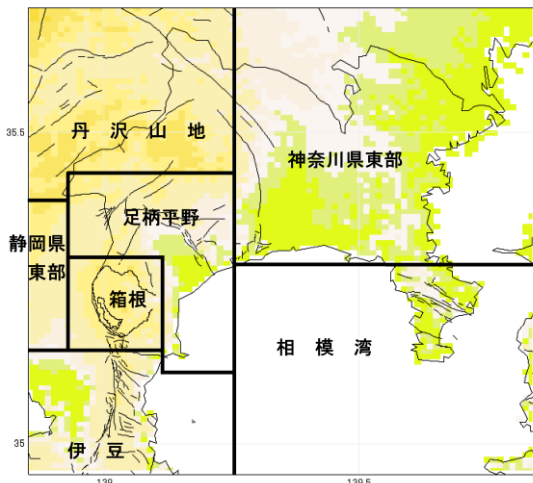 35.5
丹 沢 山 地
神奈川県東部
足柄平野
静岡県
東部
箱根
相 模 湾
35
伊 豆
139
139.5